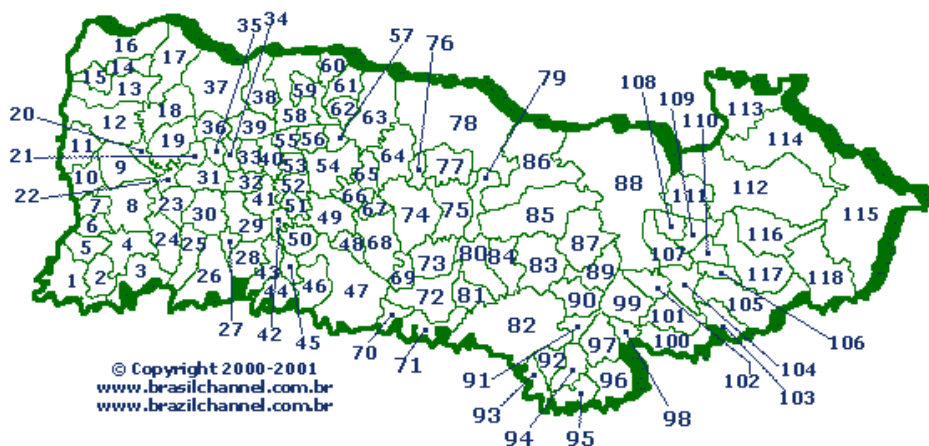 35 34 57 76 79
16 17 60 108 109 110
14 15 13 37 38 59 61 113
20 18 58 62 63 78 114
12 36 39 55 56 86
21 11 19 33 40 53 54 64 77 88 112
22 10 9 31 32 52 65 111 115
7 8 23 30 41 51 66 74 75 85
6 29 49 67 116
5 4 24 25 28 50 48 68 73 80 84 83 87 107
1 2 3 26 43 46 47 69 72 81 89 117 118
44 90 99 105
27 42 45 70 71 82 101 100 106
91 92 97 102 104
93 96 103
94 95 98
© Copyright 2000-2001
www.brasilchannel.com.br
www.brazilchannel.com.br